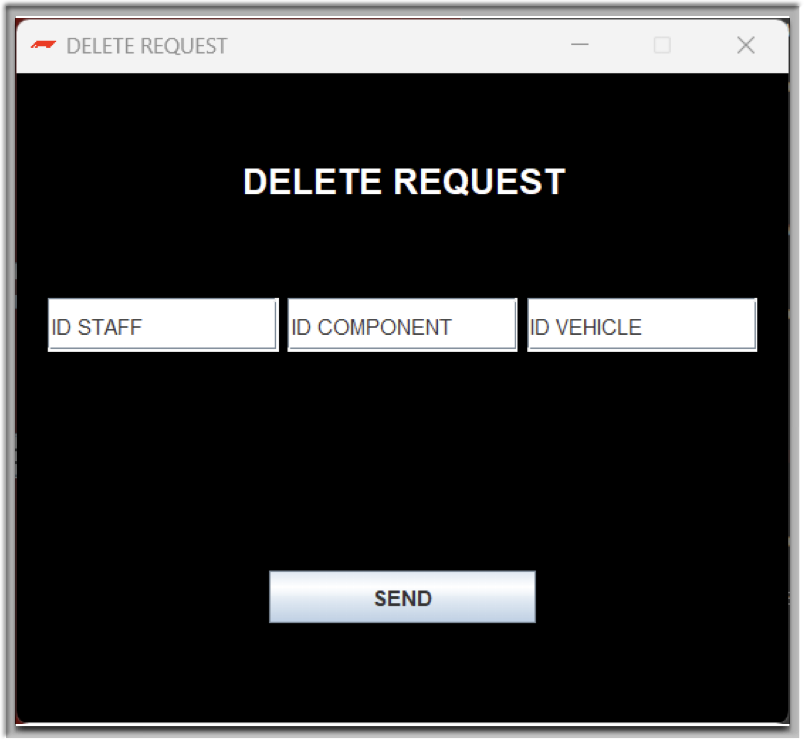 DELETE REQUEST
DELETE REQUEST
ID STAFF ID COMPONENT ID VEHICLE
SEND